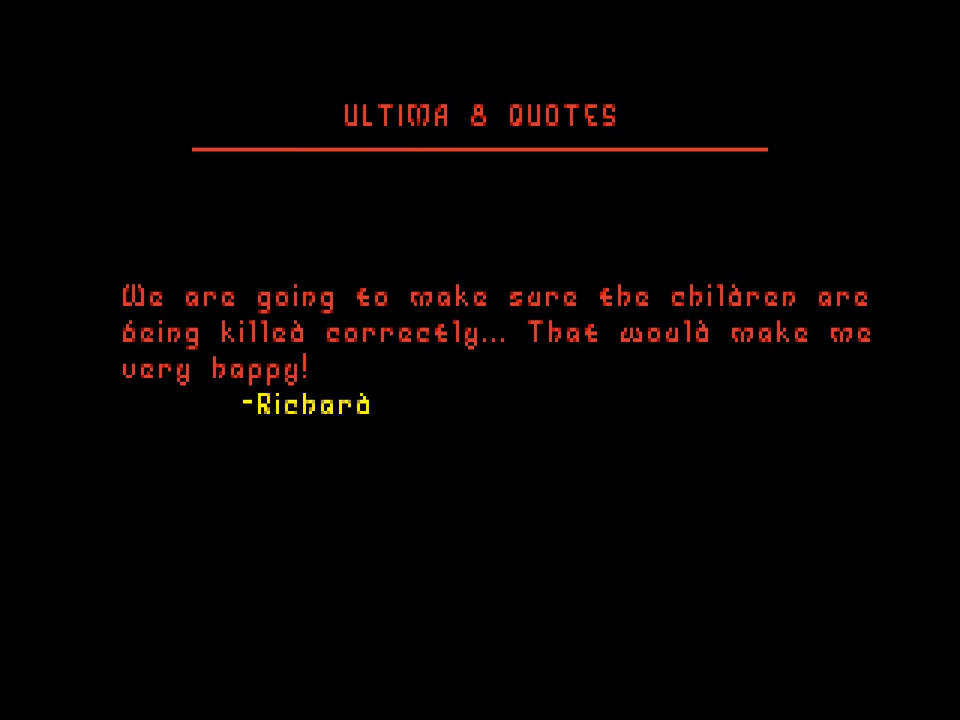 ULTIMA 8 QUOTES
We are going to make sure the children are
being killed correctly... That would make me
very happy!
-Richard